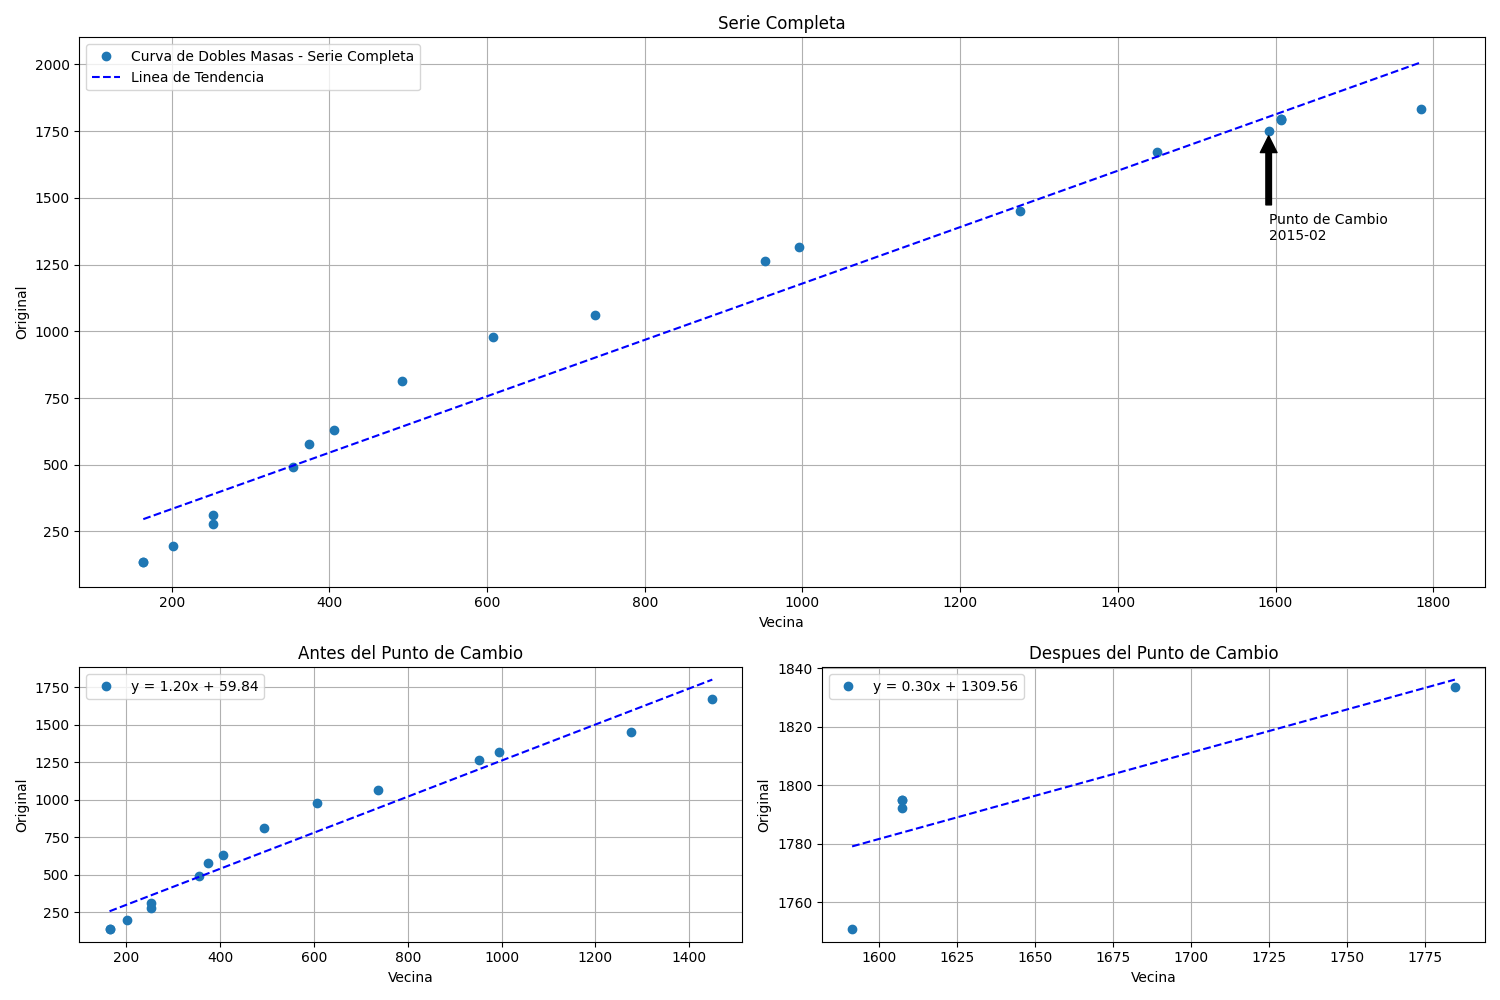 Serie Completa
Curva de Dobles Masas - Serie Completa
Linea de Tendencia
2000
1750
1500
1250
1000
750
500
250
Original
Punto de Cambio
2015-02
200 400 600 800 1000 1200 1400 1600 1800
Vecina
Antes del Punto de Cambio
y = 1.20x + 59.84
1750
1500
1250
1000
750
500
250
Original
200 400 600 800 1000 1200 1400
Vecina
Despues del Punto de Cambio
y = 0.30x + 1309.56
1840
1820
1800
1780
1760
Original
1600 1625 1650 1675 1700 1725 1750 1775
Vecina